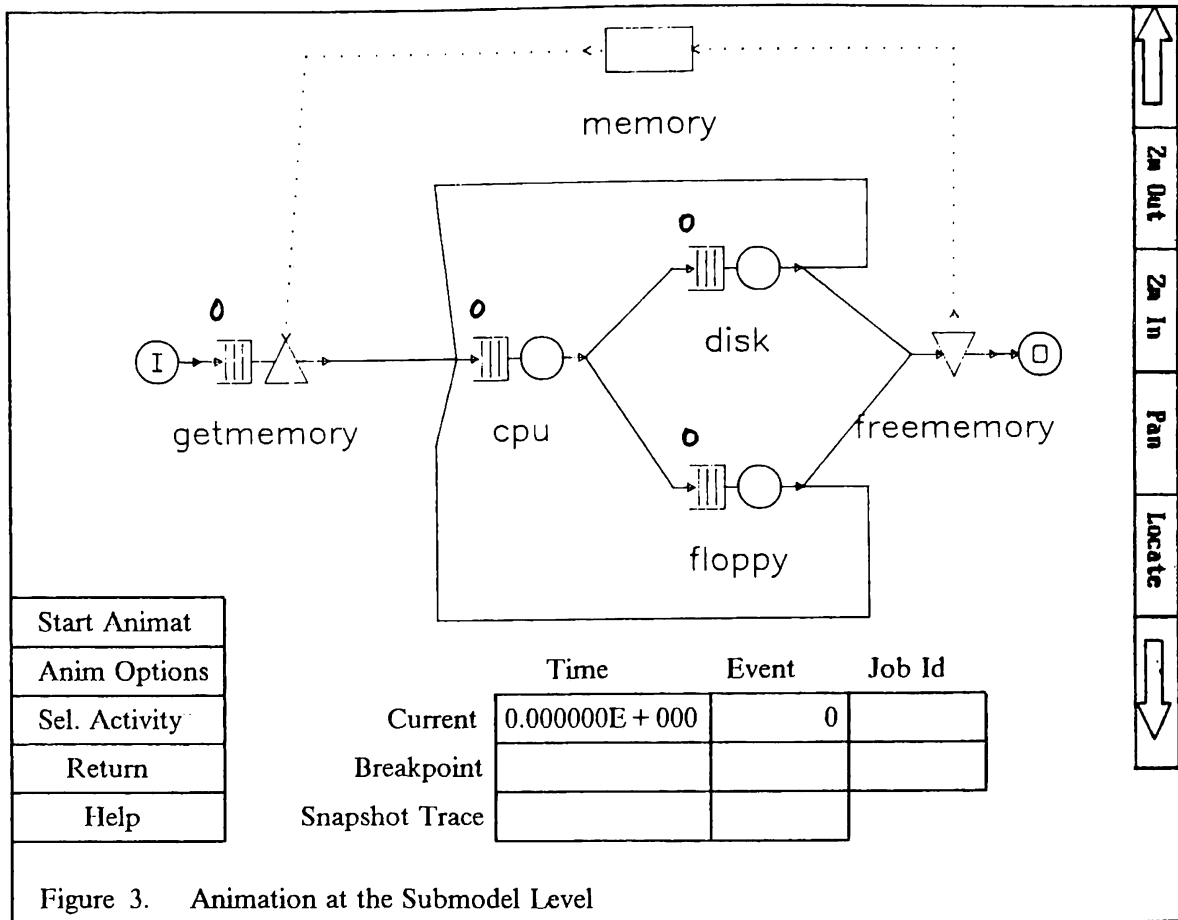 memory
0
disk
0
0
I
O
getmemory
cpu
freememory
0
floppy
Zm Out
Zm In
Pan
Locate
Start Animat
Anim Options
Sel. Activity
Return
Help
Time Event Job Id
Current 0.000000E + 000 0
Breakpoint
Snapshot Trace
Figure 3. Animation at the Submodel Level